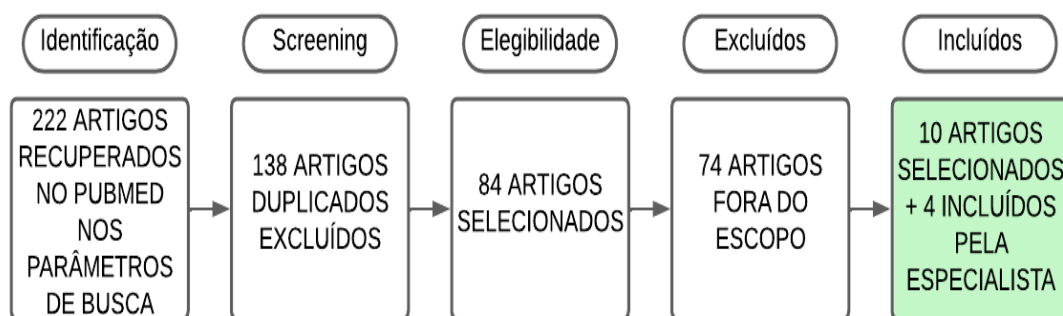 Identificação
Screening
Elegibilidade
Excluídos
Incluídos
222 ARTIGOS
RECUPERADOS
NO PUBMED
NOS
PARÂMETROS
DE BUSCA
138 ARTIGOS
DUPLICADOS
EXCLUÍDOS
84 ARTIGOS
SELECIONADOS
74 ARTIGOS
FORA DO
ESCOPO
10 ARTIGOS
SELECIONADOS
+ 4 INCLUÍDOS
PELA
ESPECIALISTA